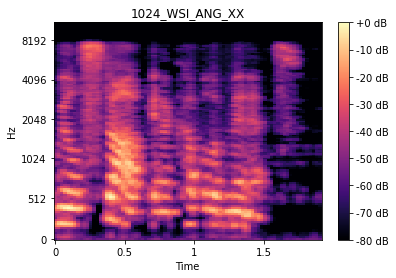 1024_WSI_ANG_XX
+0 dB
8192
-10 dB
4096
-20 dB
-30 dB
2048
Hz
-40 dB
1024
-50 dB
512
-60 dB
-70 dB
0
-80 dB
0 0.5 1 1.5
Time